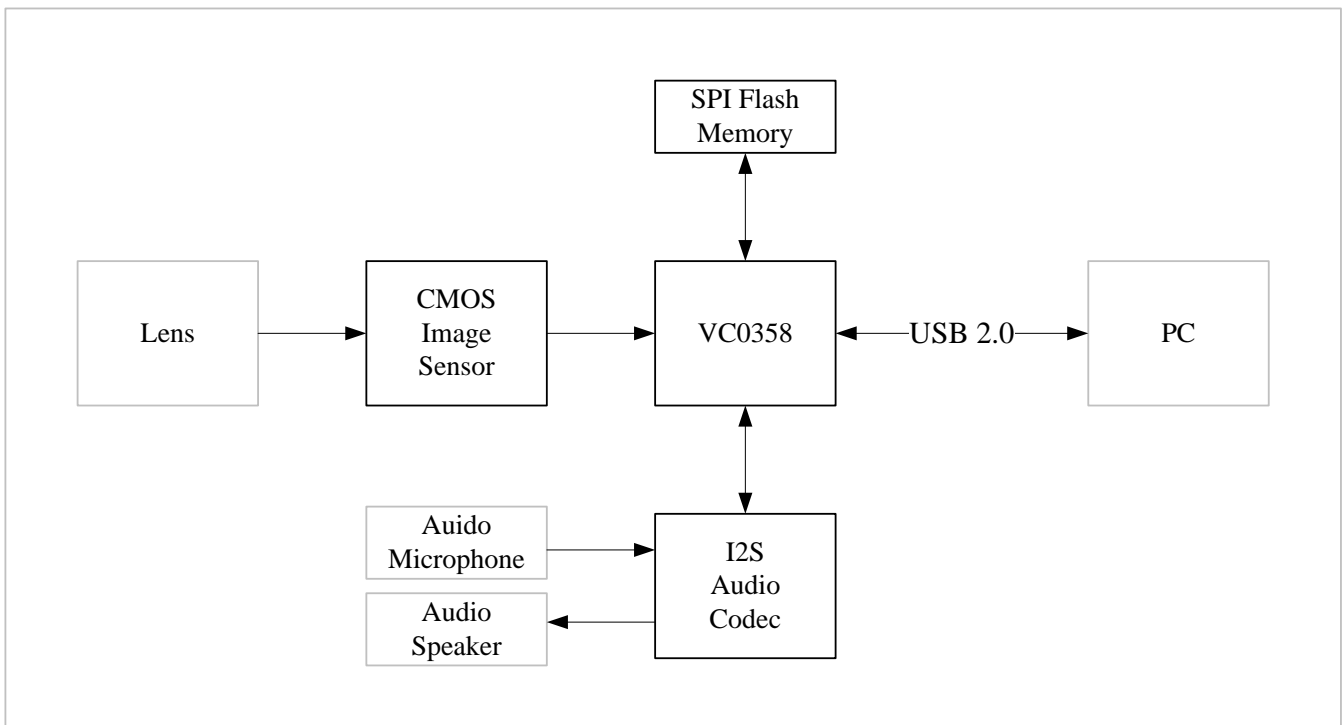 SPI Flash
Memory
Lens
CMOS
Image
Sensor
VC0358
USB 2.0
PC
Auido
Microphone
Audio
Speaker
I2S
Audio
Codec